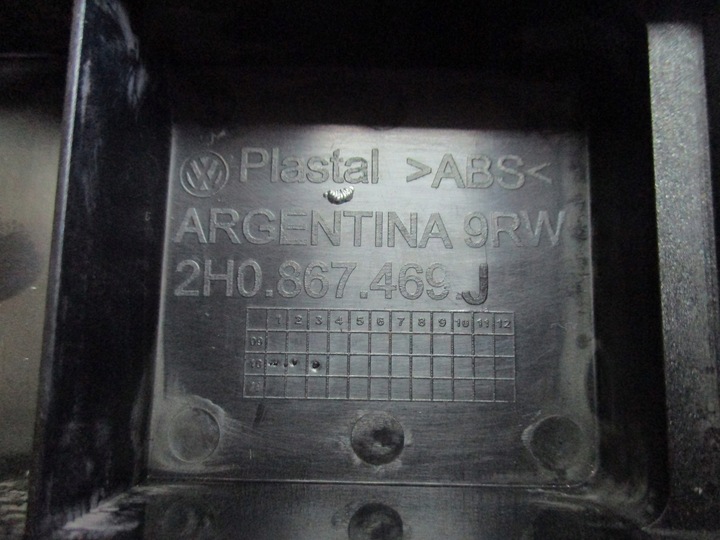 Plastal >ABS<
ARGENTINA 9RW
2H0.867.469.J
1 2 3 4 5 6 7 8 9 10 11 12
09